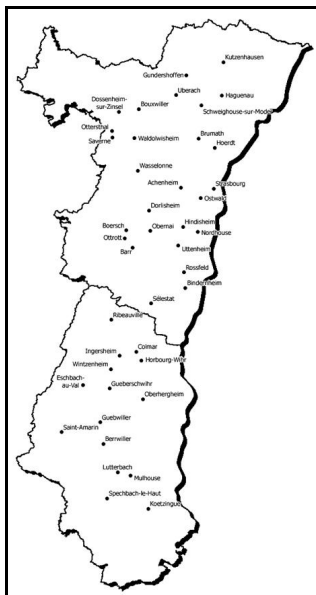 Kutzenhausen
Gundershoffen
Uberach
Haguenau
Dossenheim-
sur-Zinsel
Bouxwiller
Schweighouse-sur-Moder
Ottersthal
Saverne
Waldolwisheim
Brumath
Hoerdt
Wasselonne
Achenheim
Strasbourg
Ostwald
Dorlisheim
Boersch
Obernai
Hindisheim
Nordhouse
Ottrott
Barr
Uttenheim
Rossfeld
Bindernheim
Sélestat
Ribeauville
Colmar
Ingersheim
Horbourg-Wihr
Wintzenheim
Eschbach-
au-Val
Gueberschwihr
Oberhergheim
Guebwiller
Saint-Amarin
Bernwiller
Lutterbach
Mulhouse
Spechbach-le-Haut
Koetzingue